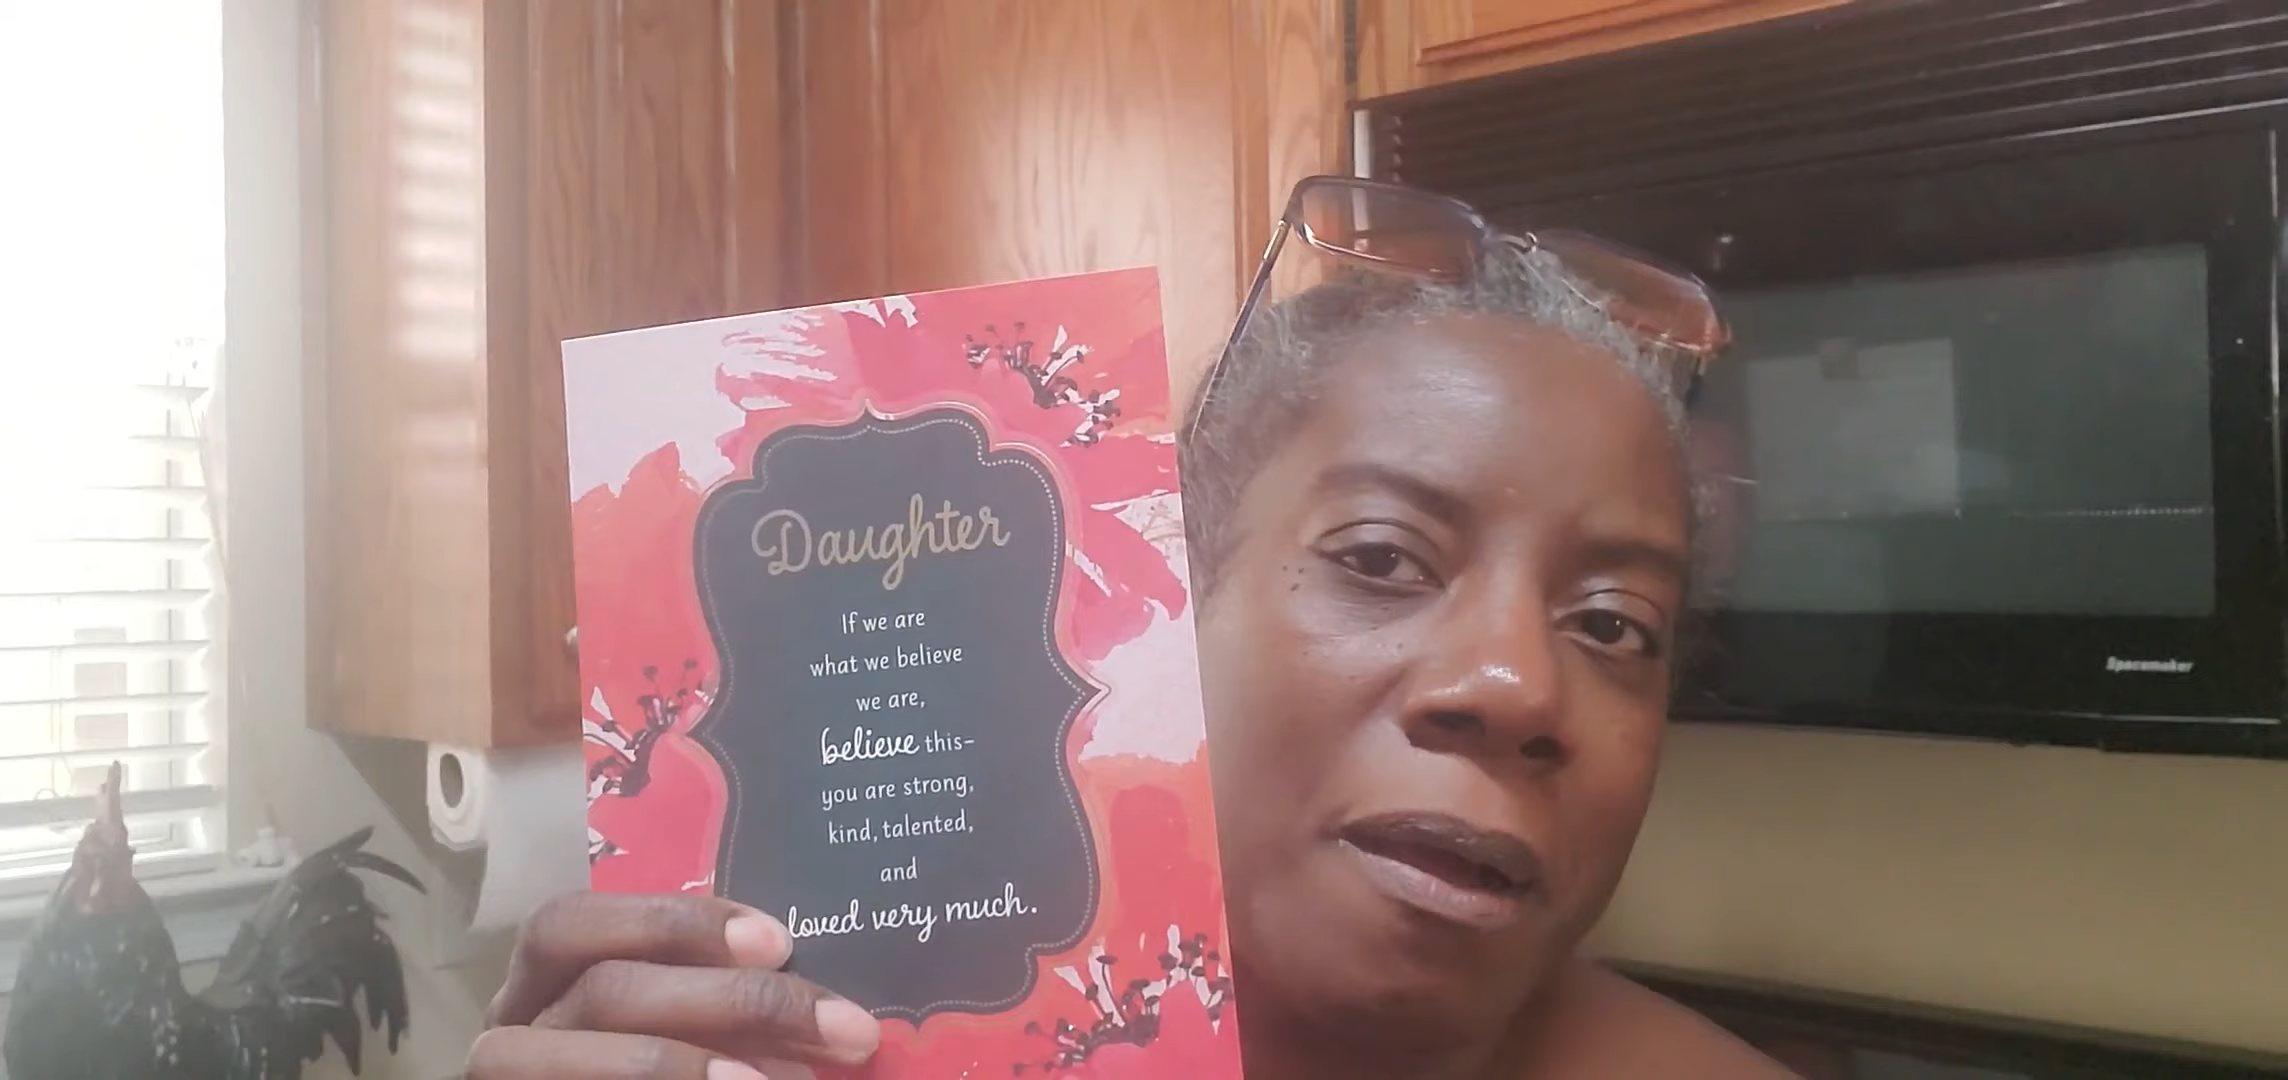 Daughter
If we are
what we believe
we are,
believe this–
you are strong,
kind, talented,
and
loved very much.
Spacemaker